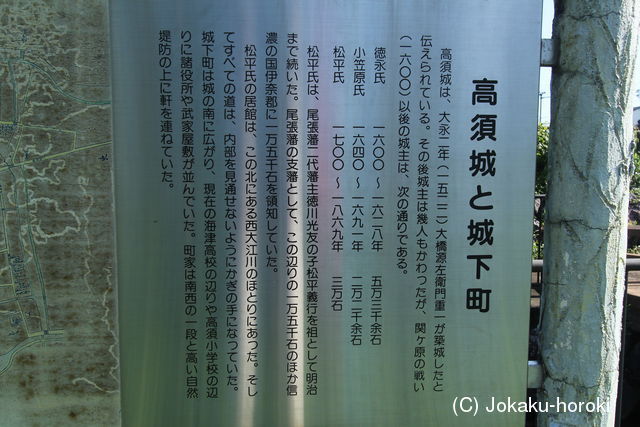 高須城と城下町
高須城は、大永二年（一五二二）大橋源左衛門重一が築城したと
伝えられている。その後城主は幾人もかわつたが、関ヶ原の戦い
（一六〇〇）以後の城主は、次の通りである。
徳永氏　一六〇〇～一六二八年　五万三千余石
小笠原氏　一六四〇～一六九一年　二万二千余石
松平氏　一七〇〇～一八六九年　三万石
松平氏は、尾張藩二代藩主徳川光友の子松平義行を祖として明治
まで続いた。尾張藩の支藩として、この辺りの一万五千石のほか信
濃の国伊奈郡に一万五千石を領知していた。
松平氏の居館は、この北にある西大江川のほとりにあつた。そし
てすべての道は、内部を見通せないようにかぎの手になっていた。
城下町は城の南に広がり、現在の海津高校の辺りや高須小学校の辺
りに諸役所や武家屋敷が並んでいた。町家は南西の一段と高い自然
堤防の上に軒を連ねていた。
(C) Jokaku-horoki